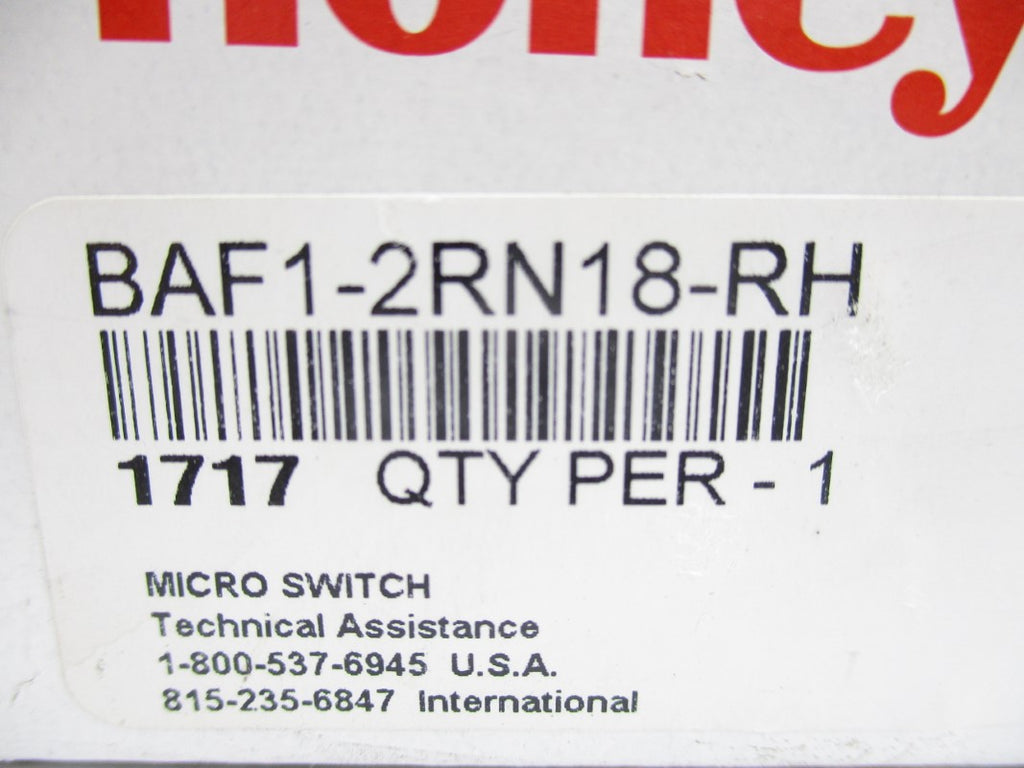 honey
BAF1-2RN18-RH
1717 QTY PER - 1
MICRO SWITCH
Technical Assistance
1-800-537-6945 U.S.A.
815-235-6847 International